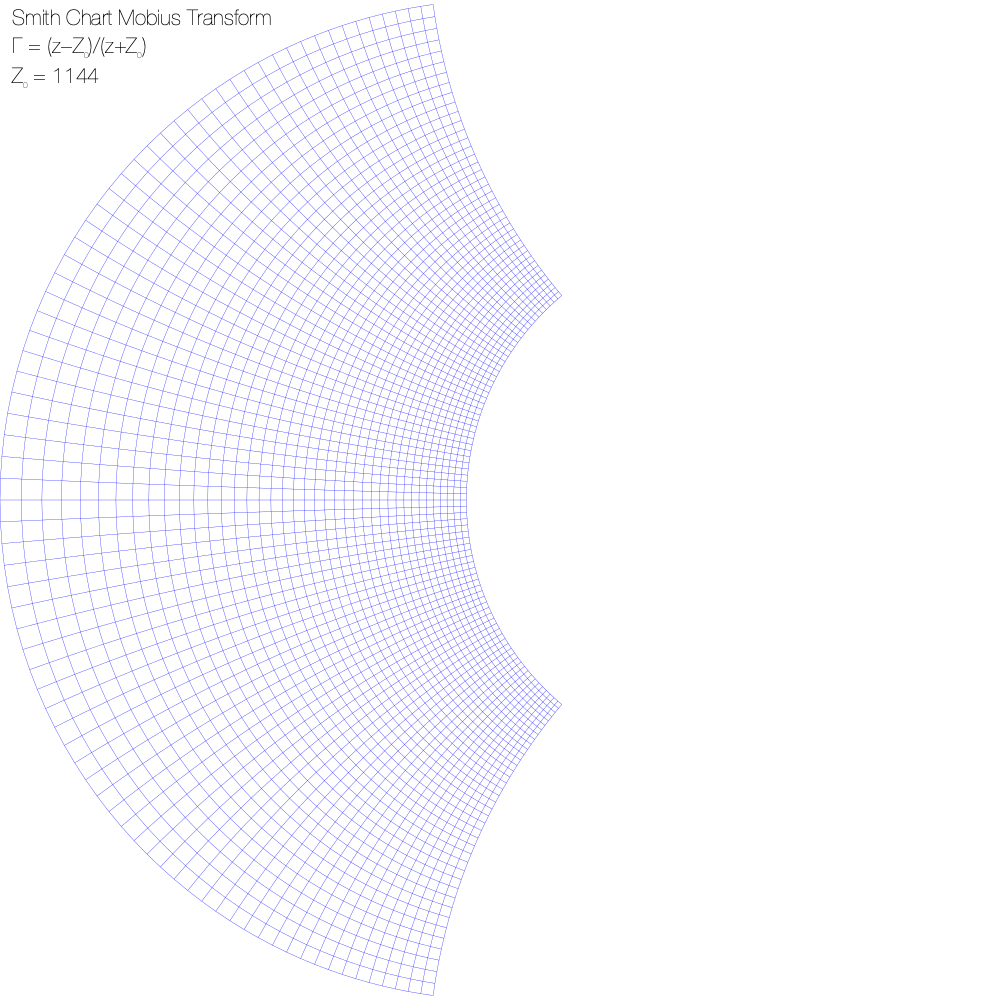 Smith Chart Mobius Transform
Γ = (z−Z₀)/(z+Z₀)
Z₀ = 1144